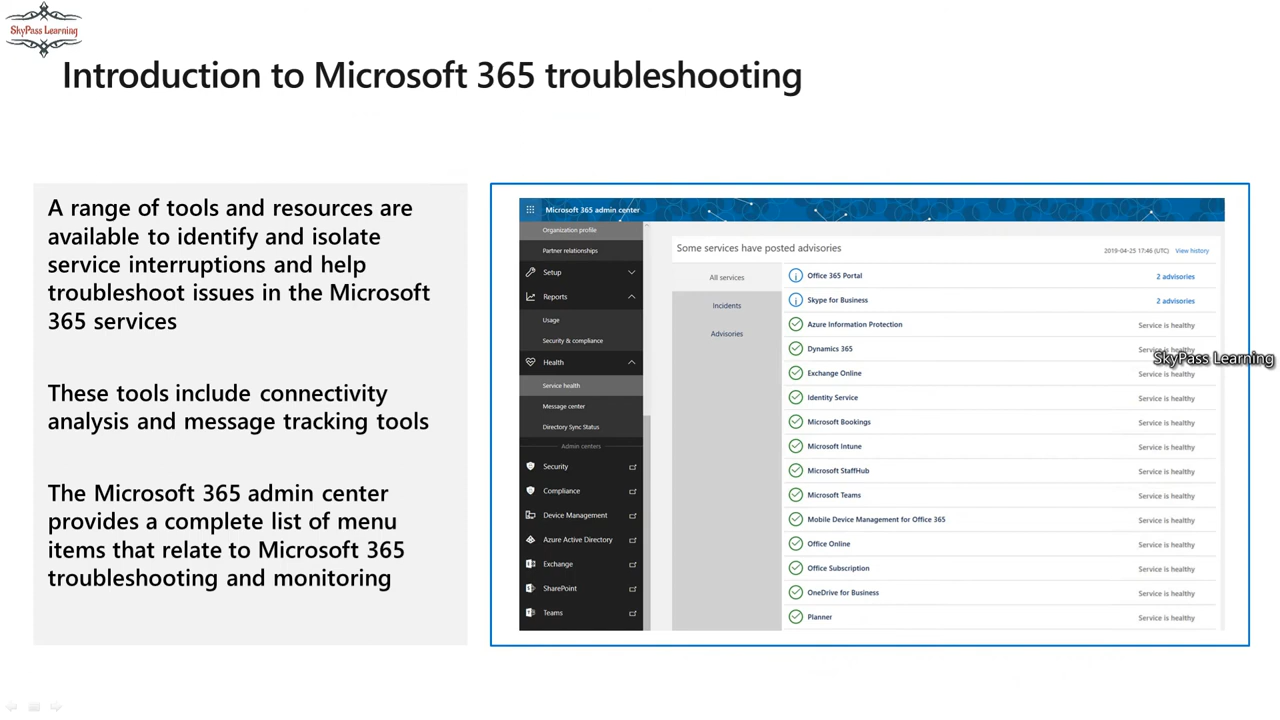 SkyPass Learning
Introduction to Microsoft 365 troubleshooting
A range of tools and resources are
available to identify and isolate
service interruptions and help
troubleshoot issues in the Microsoft
365 services
These tools include connectivity
analysis and message tracking tools
The Microsoft 365 admin center
provides a complete list of menu
items that relate to Microsoft 365
troubleshooting and monitoring
Microsoft 365 admin center
Organization profile
Partner relationships
Setup
Reports
Usage
Security & compliance
Health
Service health
Message center
Directory Sync Status
Admin centers
Security
Compliance
Device Management
Azure Active Directory
Exchange
SharePoint
Teams
Some services have posted advisories
2019-04-25 17:46 (UTC) View history
All services
Incidents
Advisories
Office 365 Portal 2 advisories
Skype for Business 2 advisories
Azure Information Protection Service is healthy
Dynamics 365 Service is healthy
SkyPass Learning
Exchange Online Service is healthy
Identity Service Service is healthy
Microsoft Bookings Service is healthy
Microsoft Intune Service is healthy
Microsoft StaffHub Service is healthy
Microsoft Teams Service is healthy
Mobile Device Management for Office 365 Service is healthy
Office Online Service is healthy
Office Subscription Service is healthy
OneDrive for Business Service is healthy
Planner Service is healthy